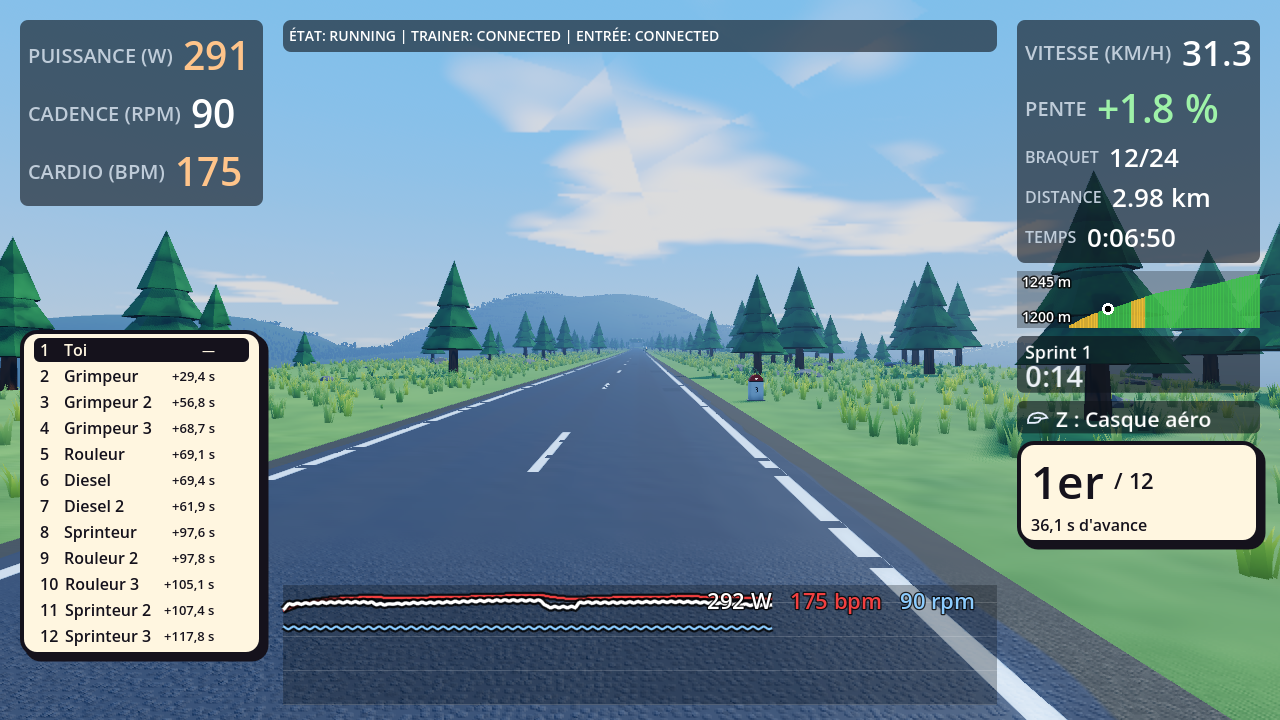 PUISSANCE (W) 291
CADENCE (RPM) 90
CARDIO (BPM) 175
ÉTAT: RUNNING | TRAINER: CONNECTED | ENTRÉE: CONNECTED
VITESSE (KM/H) 31.3
PENTE +1.8 %
BRAQUET 12/24
DISTANCE 2.98 km
TEMPS 0:06:50
1245 m
1200 m
Sprint 1
0:14
Z : Casque aéro
1er / 12
36,1 s d'avance
1 Toi —
2 Grimpeur +29,4 s
3 Grimpeur 2 +56,8 s
4 Grimpeur 3 +68,7 s
5 Rouleur +69,1 s
6 Diesel +69,4 s
7 Diesel 2 +61,9 s
8 Sprinteur +97,6 s
9 Rouleur 2 +97,8 s
10 Rouleur 3 +105,1 s
11 Sprinteur 2 +107,4 s
12 Sprinteur 3 +117,8 s
3
292 W 175 bpm 90 rpm